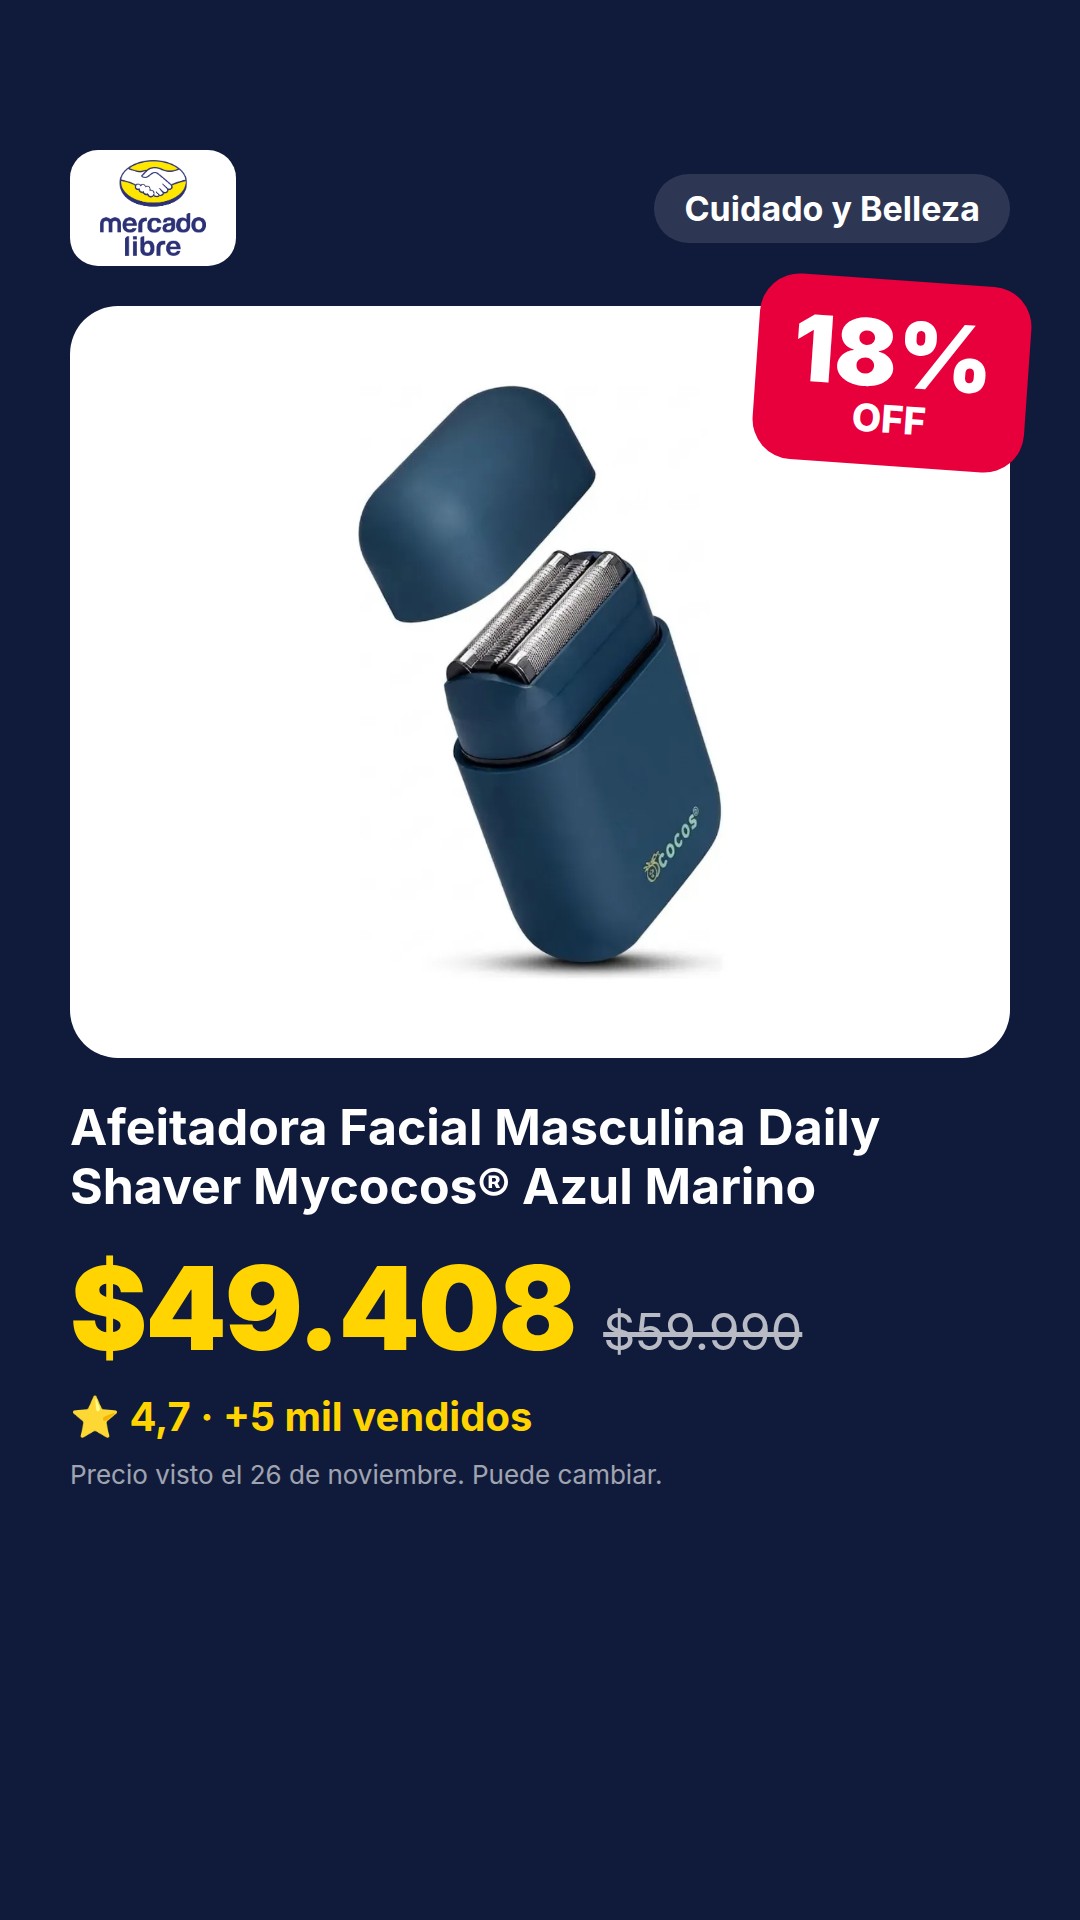 mercado
libre
Cuidado y Belleza
18%
OFF
cocos®
Afeitadora Facial Masculina Daily
Shaver Mycocos® Azul Marino
$49.408 $59.990
⭐ 4,7 · +5 mil vendidos
Precio visto el 26 de noviembre. Puede cambiar.